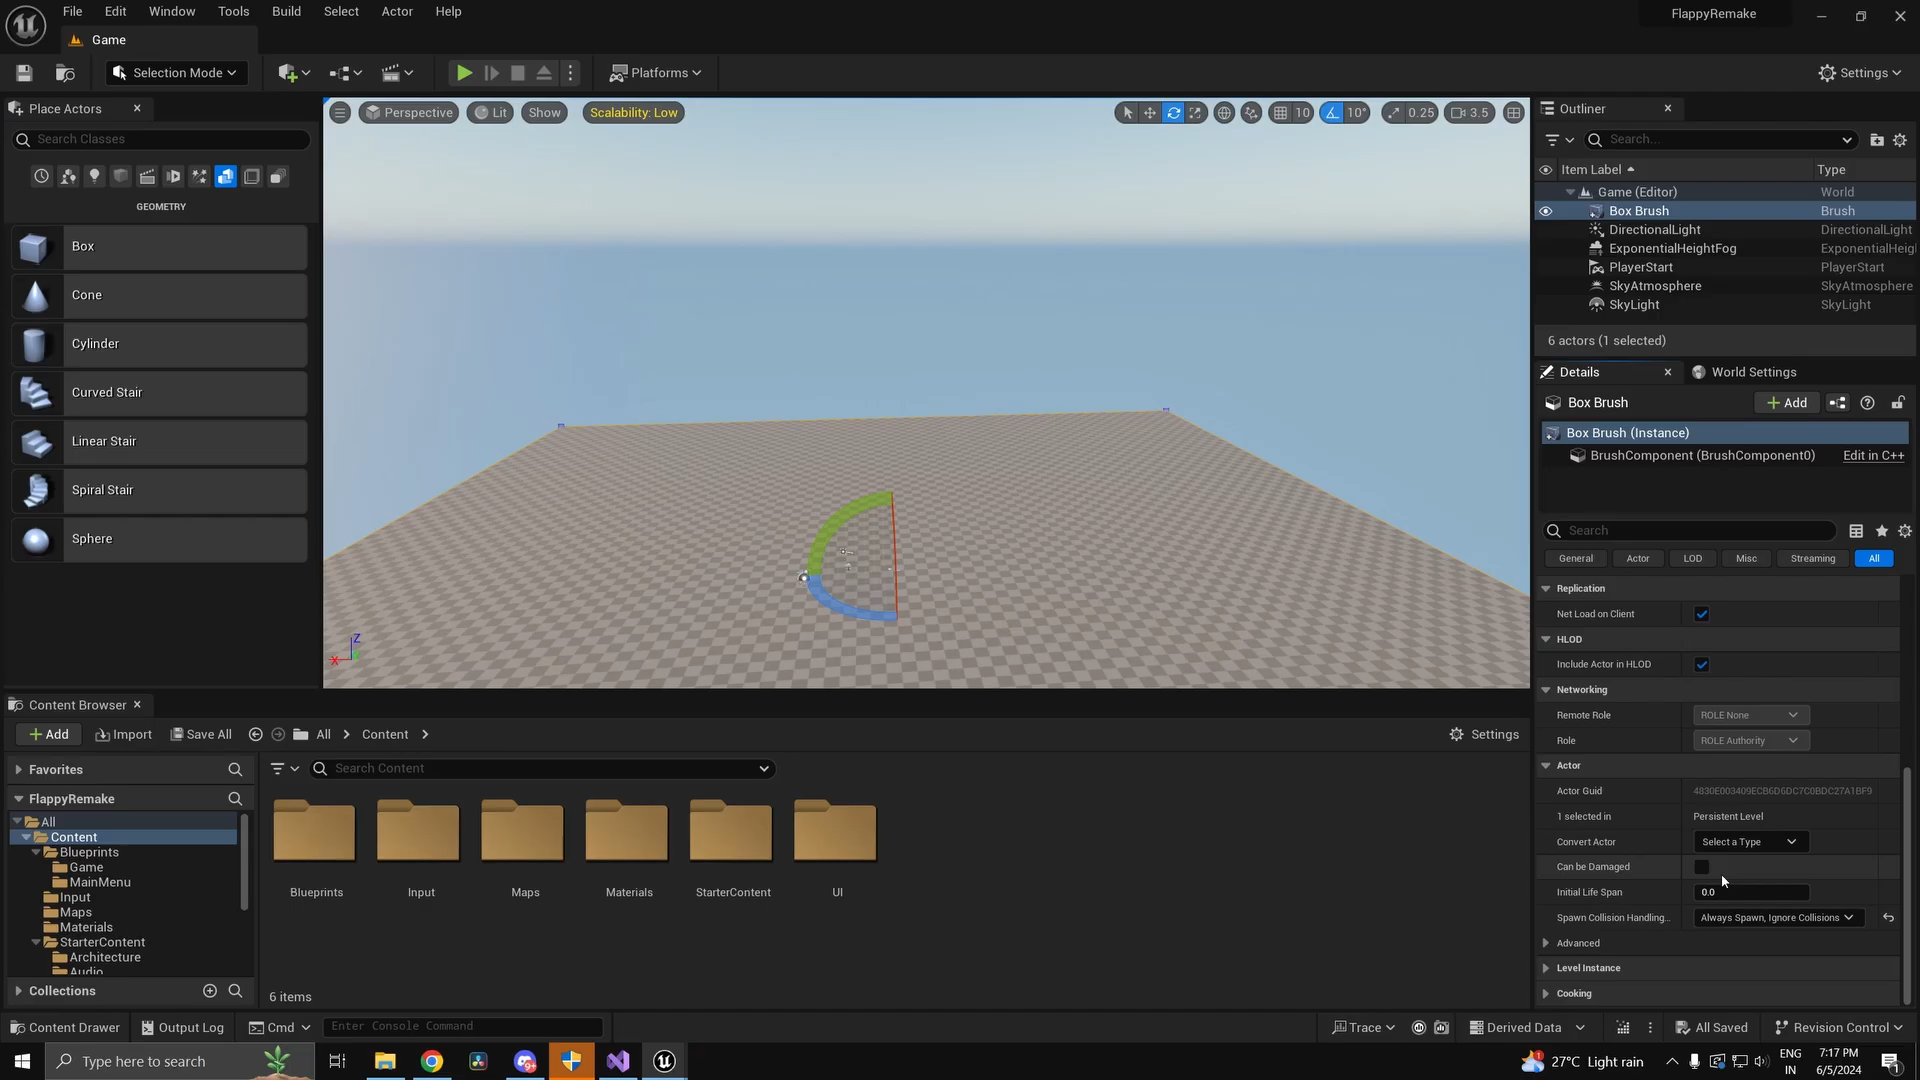 File Edit Window Tools Build Select Actor Help
FlappyRemake
Game
Selection Mode
Platforms
Settings
Place Actors
Search Classes
GEOMETRY
Box
Cone
Cylinder
Curved Stair
Linear Stair
Spiral Stair
Sphere
Perspective Lit Show Scalability: Low
10 10° 0.25 3.5
Z
X
Outliner
Search...
Item Label Type
Game (Editor) World
Box Brush Brush
DirectionalLight DirectionalLight
ExponentialHeightFog ExponentialHeig
PlayerStart PlayerStart
SkyAtmosphere SkyAtmosphere
SkyLight SkyLight
6 actors (1 selected)
Details World Settings
Box Brush Add
Box Brush (Instance)
BrushComponent (BrushComponent0) Edit in C++
Search
General Actor LOD Misc Streaming All
Replication
Net Load on Client
HLOD
Include Actor in HLOD
Networking
Remote Role ROLE None
Role ROLE Authority
Actor
Actor Guid 4830E003409ECB6D6DC7C0BDC27A1BF9
1 selected in Persistent Level
Convert Actor Select a Type
Can be Damaged
Initial Life Span 0.0
Spawn Collision Handling... Always Spawn, Ignore Collisions
Advanced
Level Instance
Cooking
Content Browser
Add Import Save All All Content Settings
Favorites
Search Content
FlappyRemake
All
Content
Blueprints
Game
MainMenu
Input
Maps
Materials
StarterContent
Architecture
Audio
Collections
Blueprints Input Maps Materials StarterContent UI
6 items
Content Drawer Output Log Cmd Enter Console Command Trace Derived Data All Saved Revision Control
Type here to search
27°C Light rain
ENG
IN
7:17 PM
6/5/2024